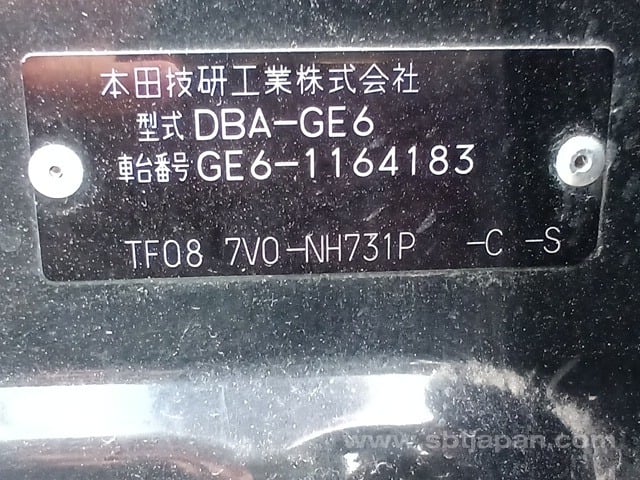 本田技研工業株式会社
型式 DBA-GE6
車台番号 GE6-1164183
TF08 7V0-NH731P -C -S
www.sbtjapan.com